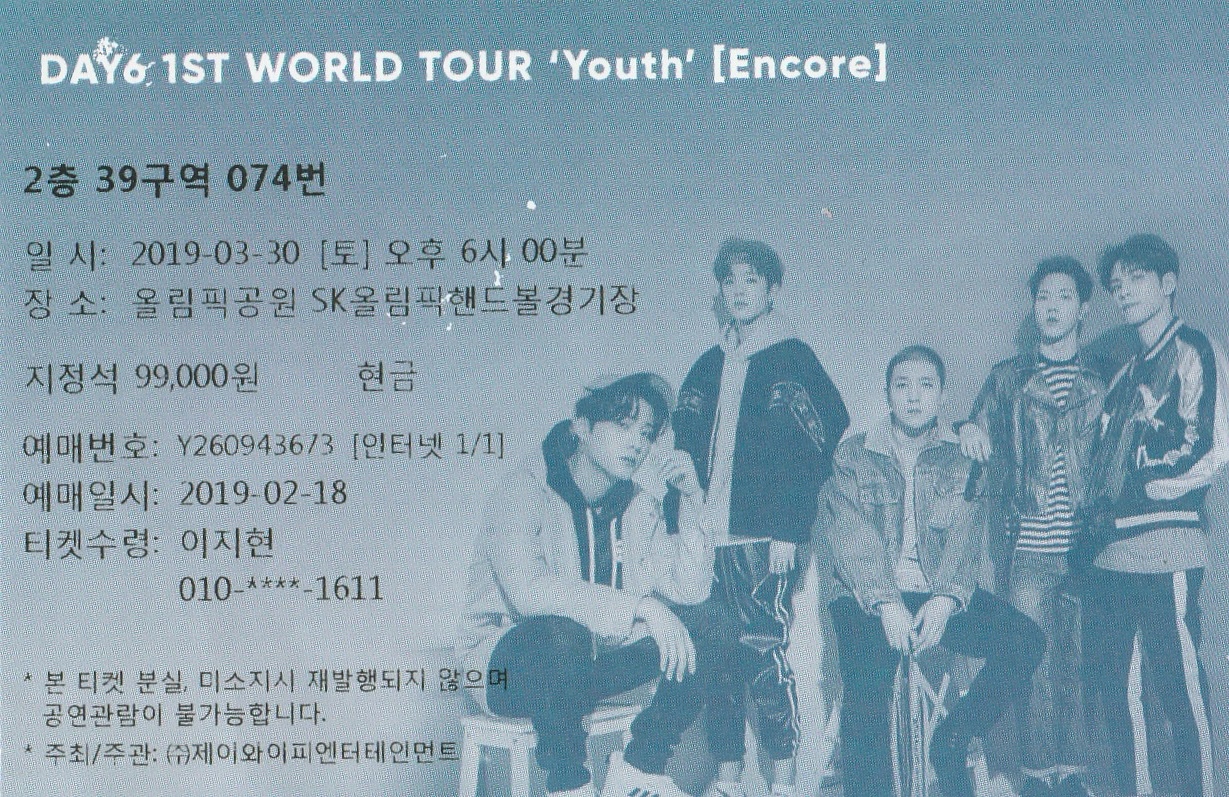 DAY6 1ST WORLD TOUR ‘Youth’ [Encore]
2층 39구역 074번
일 시: 2019-03-30 [토] 오후 6시 00분
장 소: 올림픽공원 SK올림픽핸드볼경기장
지정석 99,000원 현금
예매번호: Y260943673 [인터넷 1/1]
예매일시: 2019-02-18
티켓수령: 이지현
010-****-1611
* 본 티켓 분실, 미소지시 재발행되지 않으며
공연관람이 불가능합니다.
* 주최/주관: ㈜제이와이피엔터테인먼트